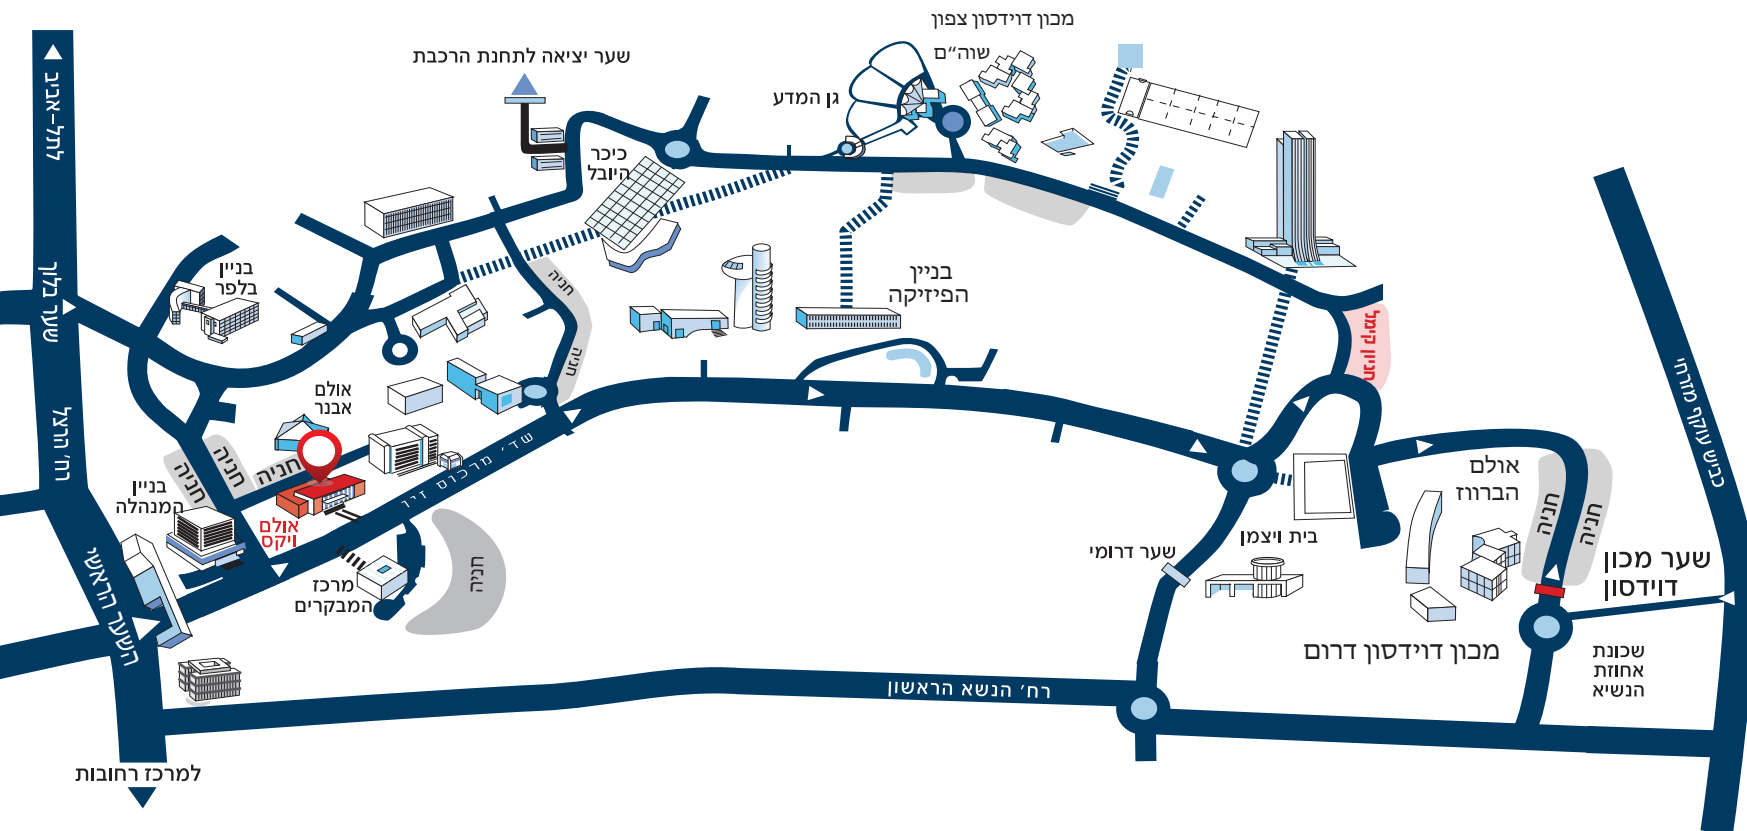 מכון דוידסון צפון
שוה״ם
שער יציאה לתחנת הרכבת
גן המדע
כיכר
היובל
לתל-אביב
בניין
בלפר
שער בלוך
חניה
חניה
בניין
הפיזיקה
חניון קימל
כביש עוקף מזרחי
אולם
אבנר
רח׳ הרצל
שד׳ מרכוס זיו
חניה
חניה
חניה
בניין
המנהלה
אולם
ויקס
אולם
הברווז
חניה
חניה
בית ויצמן
שער דרומי
שער מכון
דוידסון
השער הראשי
מרכז
המבקרים
חניה
מכון דוידסון דרום
שכונת
אחוזת
הנשיא
רח׳ הנשא הראשון
למרכז רחובות